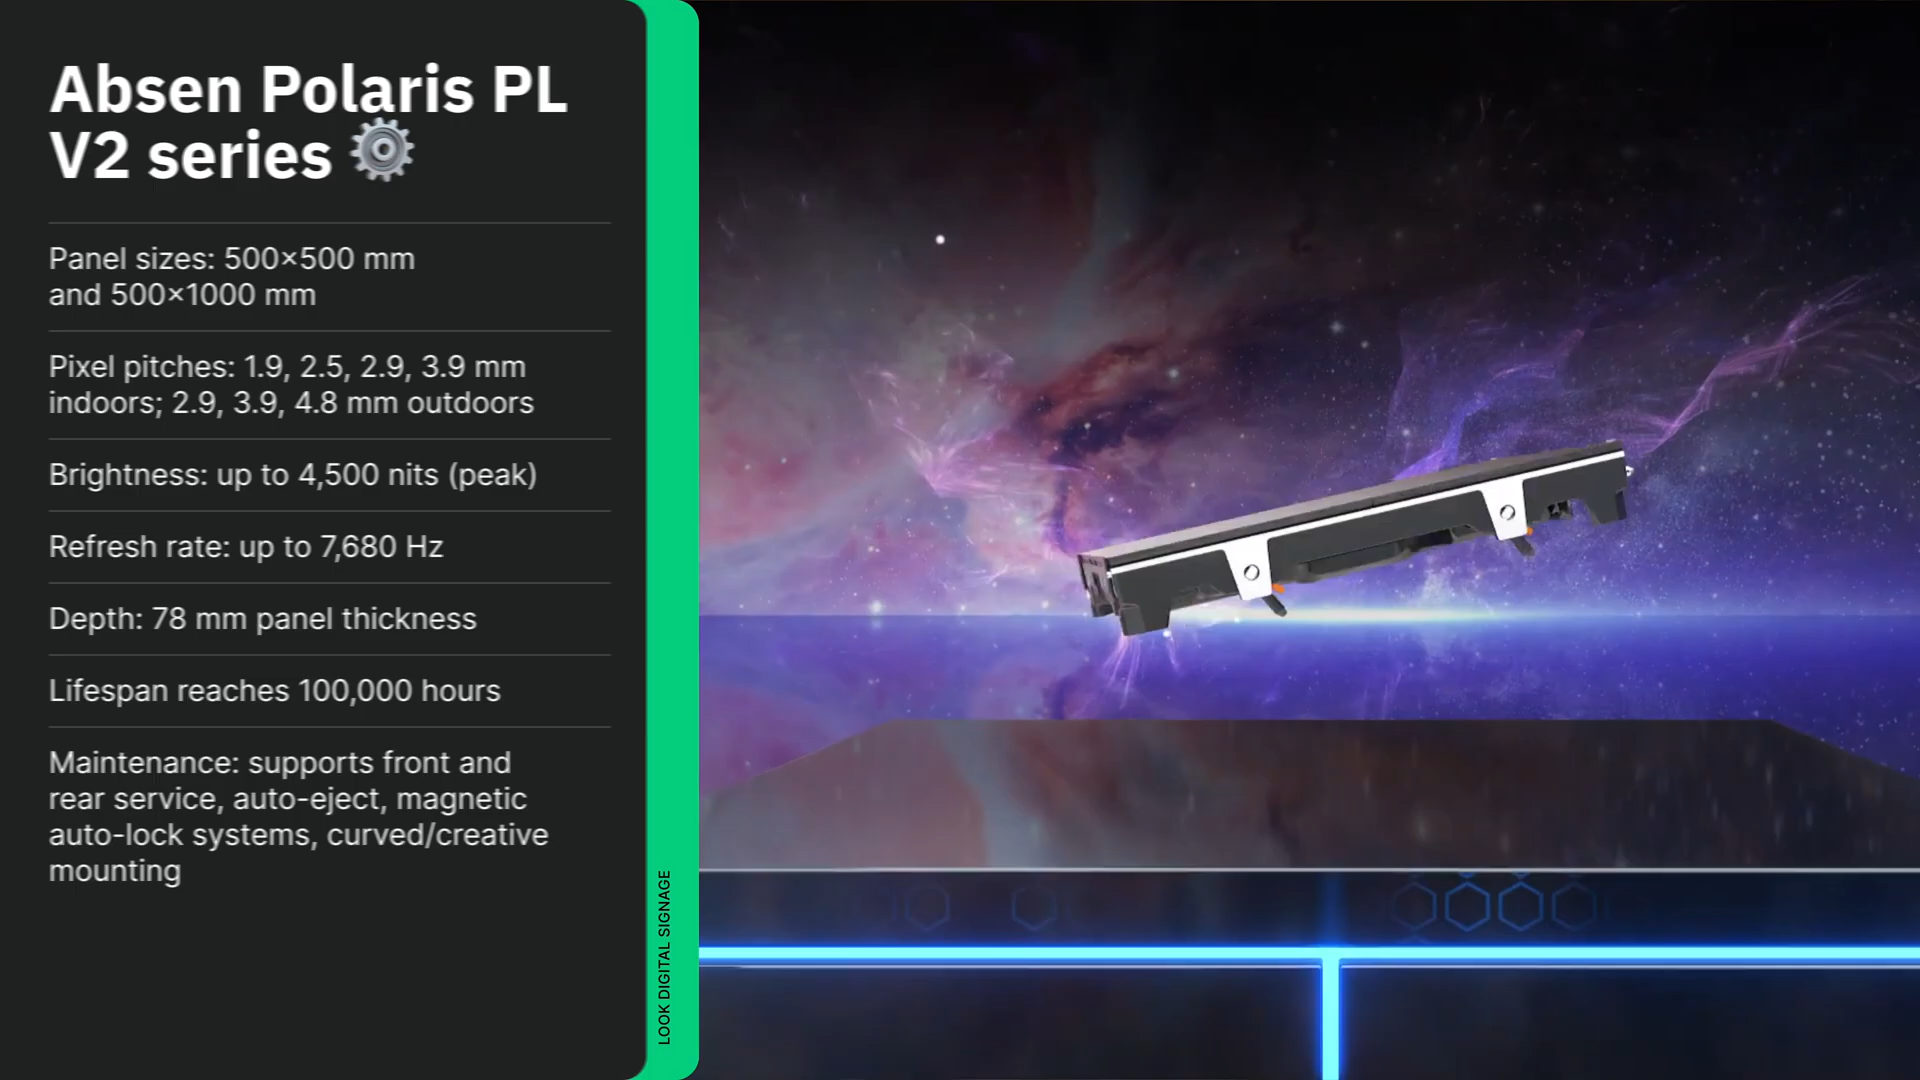 Absen Polaris PL
V2 series
Panel sizes: 500×500 mm
and 500×1000 mm
Pixel pitches: 1.9, 2.5, 2.9, 3.9 mm
indoors; 2.9, 3.9, 4.8 mm outdoors
Brightness: up to 4,500 nits (peak)
Refresh rate: up to 7,680 Hz
Depth: 78 mm panel thickness
Lifespan reaches 100,000 hours
Maintenance: supports front and
rear service, auto-eject, magnetic
auto-lock systems, curved/creative
mounting
LOOK DIGITAL SIGNAGE